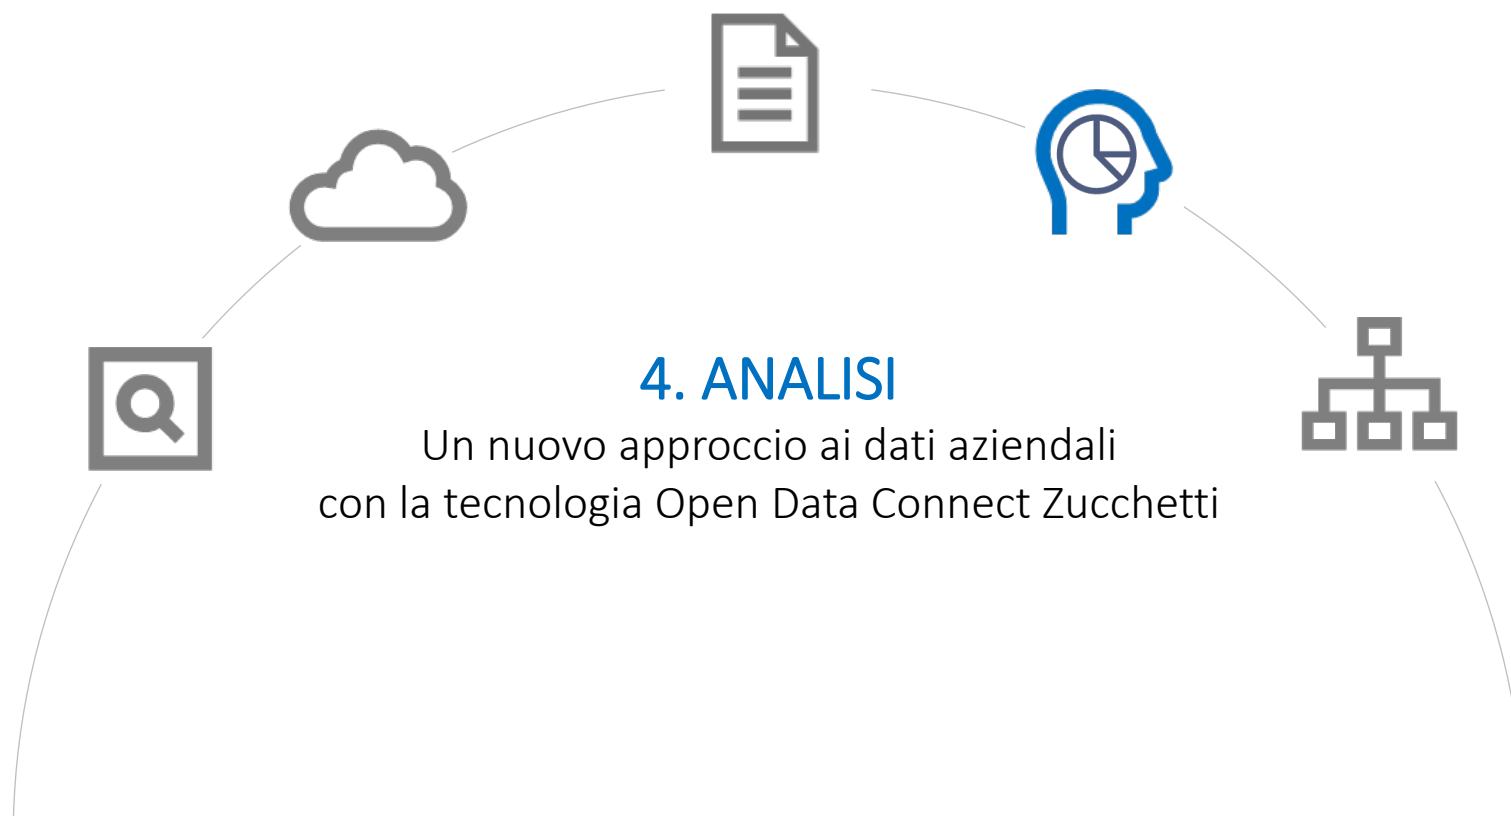 4. ANALISI
Un nuovo approccio ai dati aziendali
con la tecnologia Open Data Connect Zucchetti